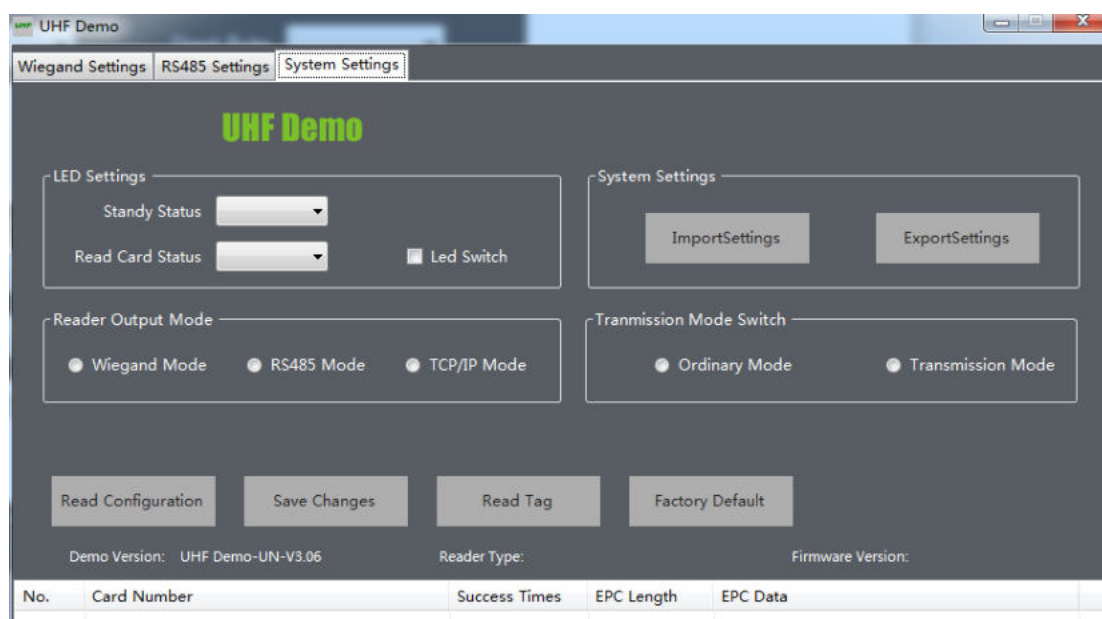 UHF Demo
Wiegand Settings RS485 Settings System Settings
UHF Demo
LED Settings
Standy Status
Read Card Status
Led Switch
System Settings
ImportSettings ExportSettings
Reader Output Mode
Wiegand Mode RS485 Mode TCP/IP Mode
Tranmission Mode Switch
Ordinary Mode Transmission Mode
Read Configuration Save Changes Read Tag Factory Default
Demo Version: UHF Demo-UN-V3.06 Reader Type: Firmware Version:
No. Card Number Success Times EPC Length EPC Data